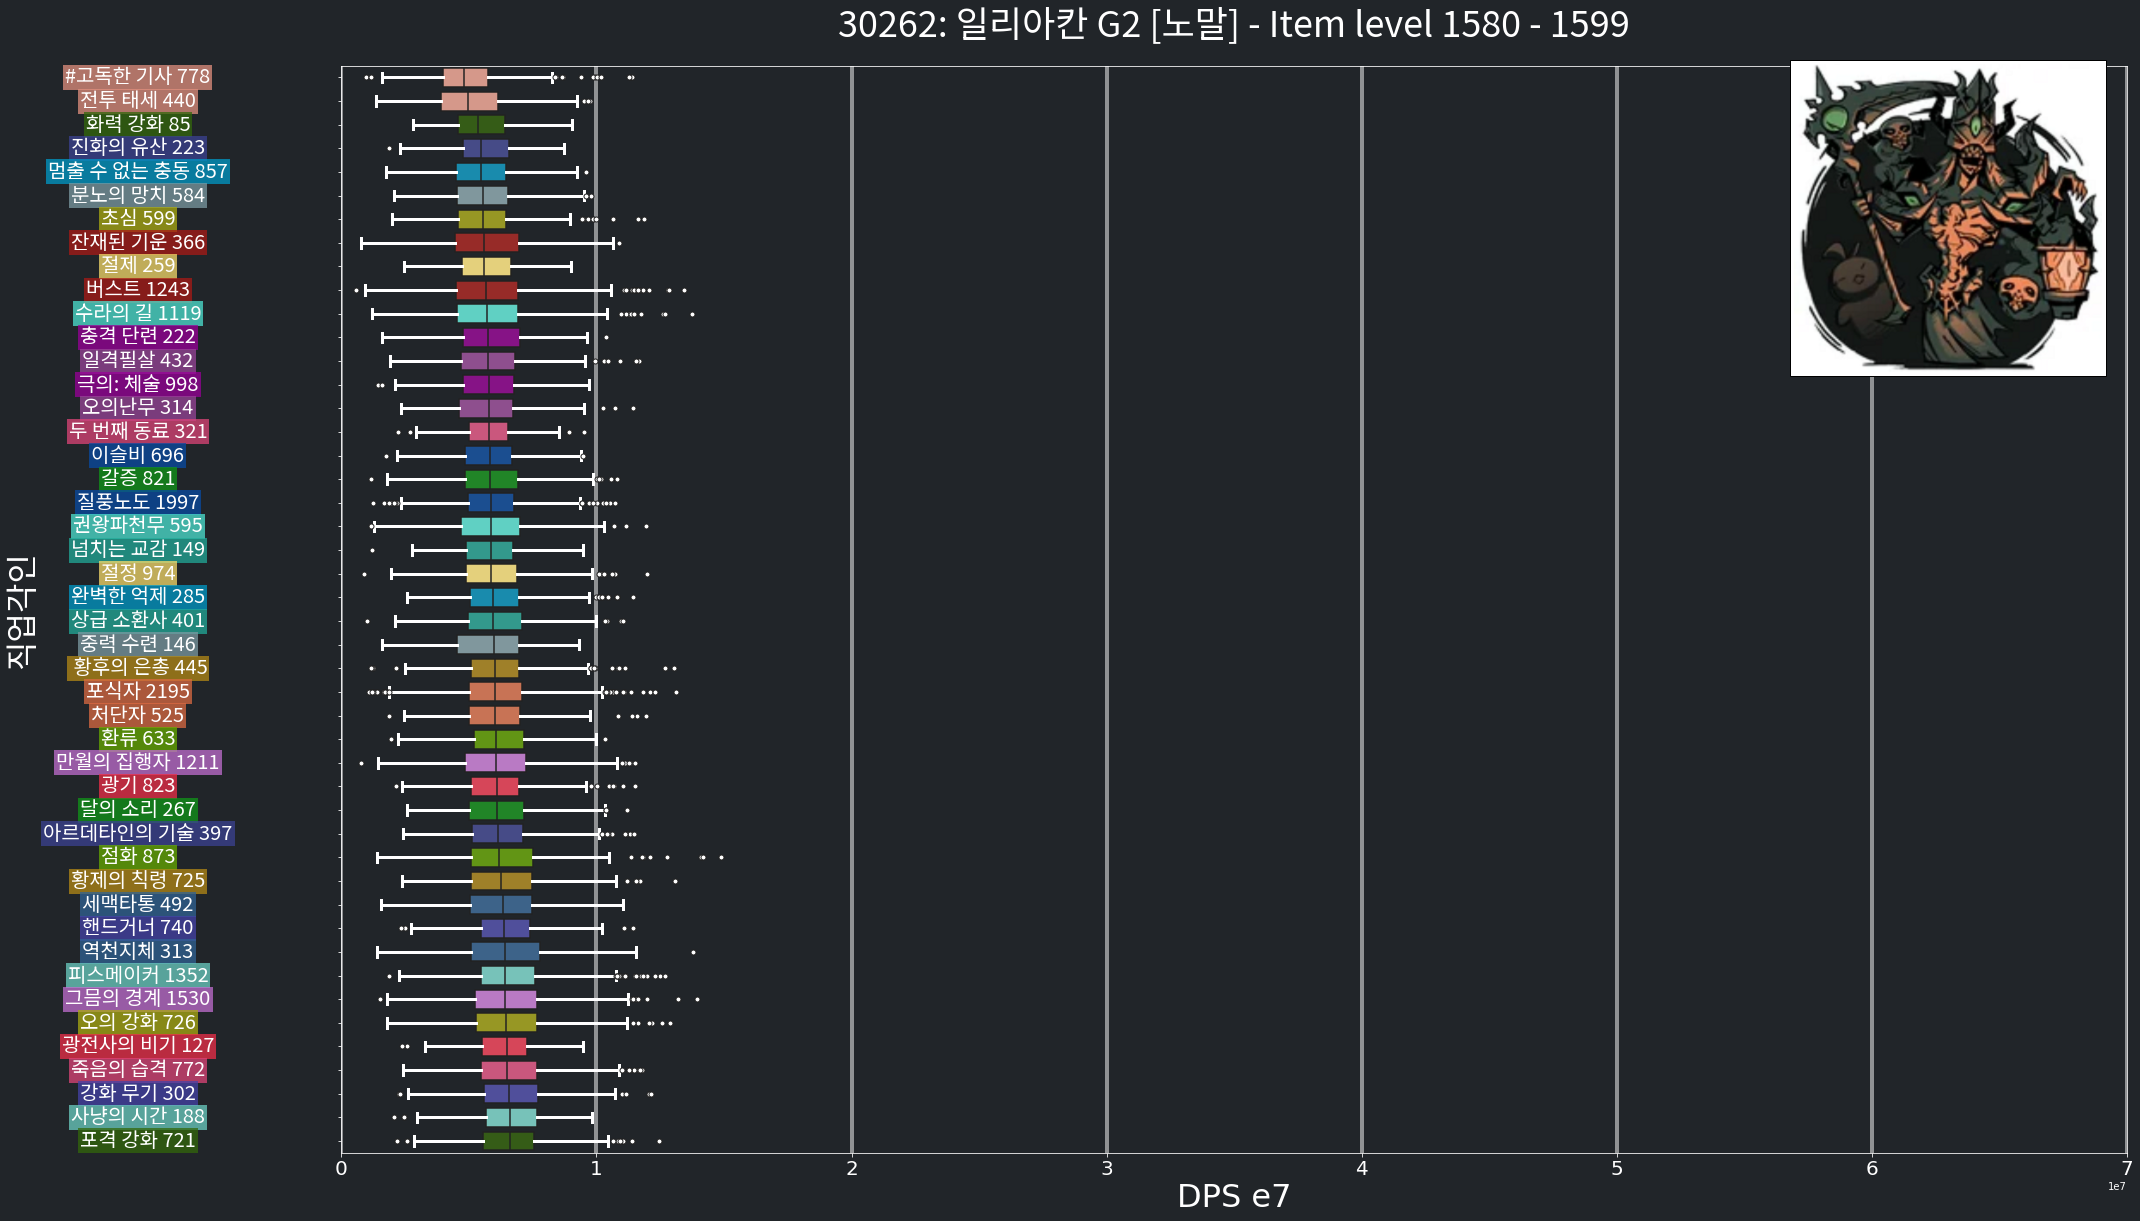 30262: 일리아칸 G2 [노말] - Item level 1580 - 1599
직업각인
#고독한 기사 778
전투 태세 440
화력 강화 85
진화의 유산 223
멈출 수 없는 충동 857
분노의 망치 584
초심 599
잔재된 기운 366
절제 259
버스트 1243
수라의 길 1119
충격 단련 222
일격필살 432
극의: 체술 998
오의난무 314
두 번째 동료 321
이슬비 696
갈증 821
질풍노도 1997
권왕파천무 595
넘치는 교감 149
절정 974
완벽한 억제 285
상급 소환사 401
중력 수련 146
황후의 은총 445
포식자 2195
처단자 525
환류 633
만월의 집행자 1211
광기 823
달의 소리 267
아르데타인의 기술 397
점화 873
황제의 칙령 725
세맥타통 492
핸드거너 740
역천지체 313
피스메이커 1352
그믐의 경계 1530
오의 강화 726
광전사의 비기 127
죽음의 습격 772
강화 무기 302
사냥의 시간 188
포격 강화 721
0 1 2 3 4 5 6 7
1e7
DPS e7